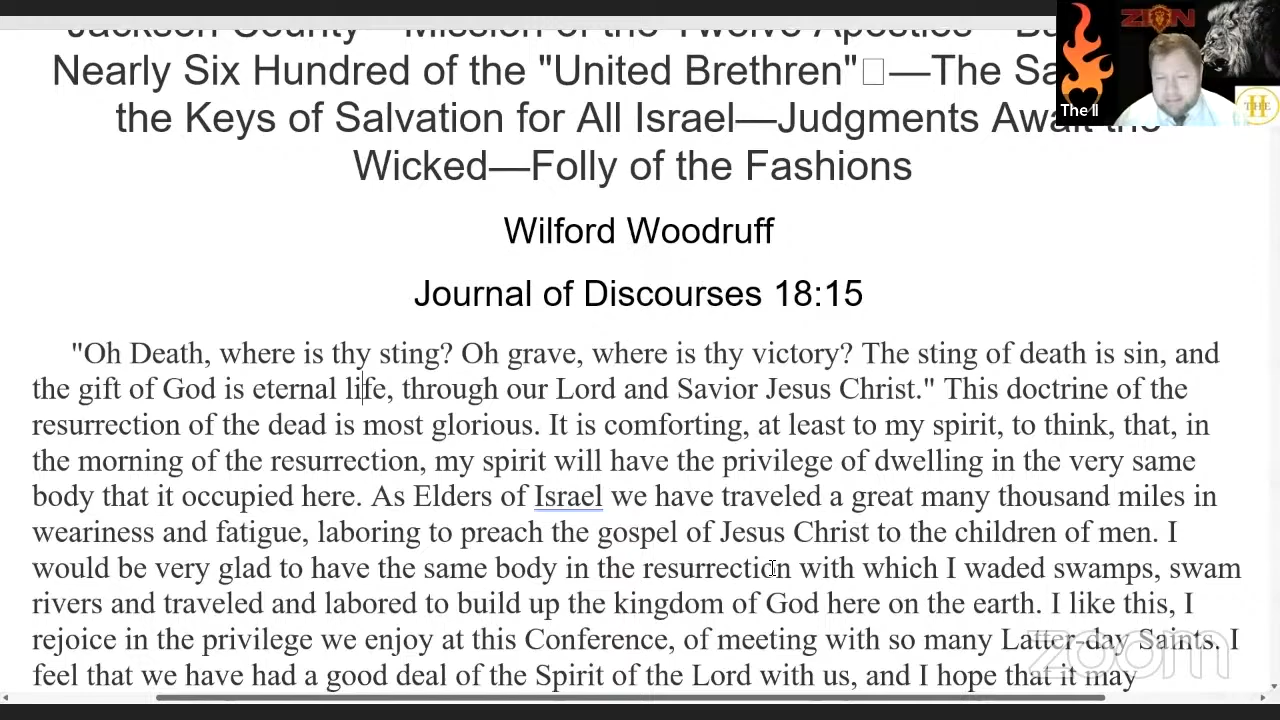 Nearly Six Hundred of the "United Brethren"□—The Sa
the Keys of Salvation for All Israel—Judgments Await the
Wicked—Folly of the Fashions
Wilford Woodruff
Journal of Discourses 18:15
"Oh Death, where is thy sting? Oh grave, where is thy victory? The sting of death is sin, and
the gift of God is eternal life, through our Lord and Savior Jesus Christ." This doctrine of the
resurrection of the dead is most glorious. It is comforting, at least to my spirit, to think, that, in
the morning of the resurrection, my spirit will have the privilege of dwelling in the very same
body that it occupied here. As Elders of Israel we have traveled a great many thousand miles in
weariness and fatigue, laboring to preach the gospel of Jesus Christ to the children of men. I
would be very glad to have the same body in the resurrection with which I waded swamps, swam
rivers and traveled and labored to build up the kingdom of God here on the earth. I like this, I
rejoice in the privilege we enjoy at this Conference, of meeting with so many Latter-day Saints. I
feel that we have had a good deal of the Spirit of the Lord with us, and I hope that it may
ZION
The II
THE
H
zoom